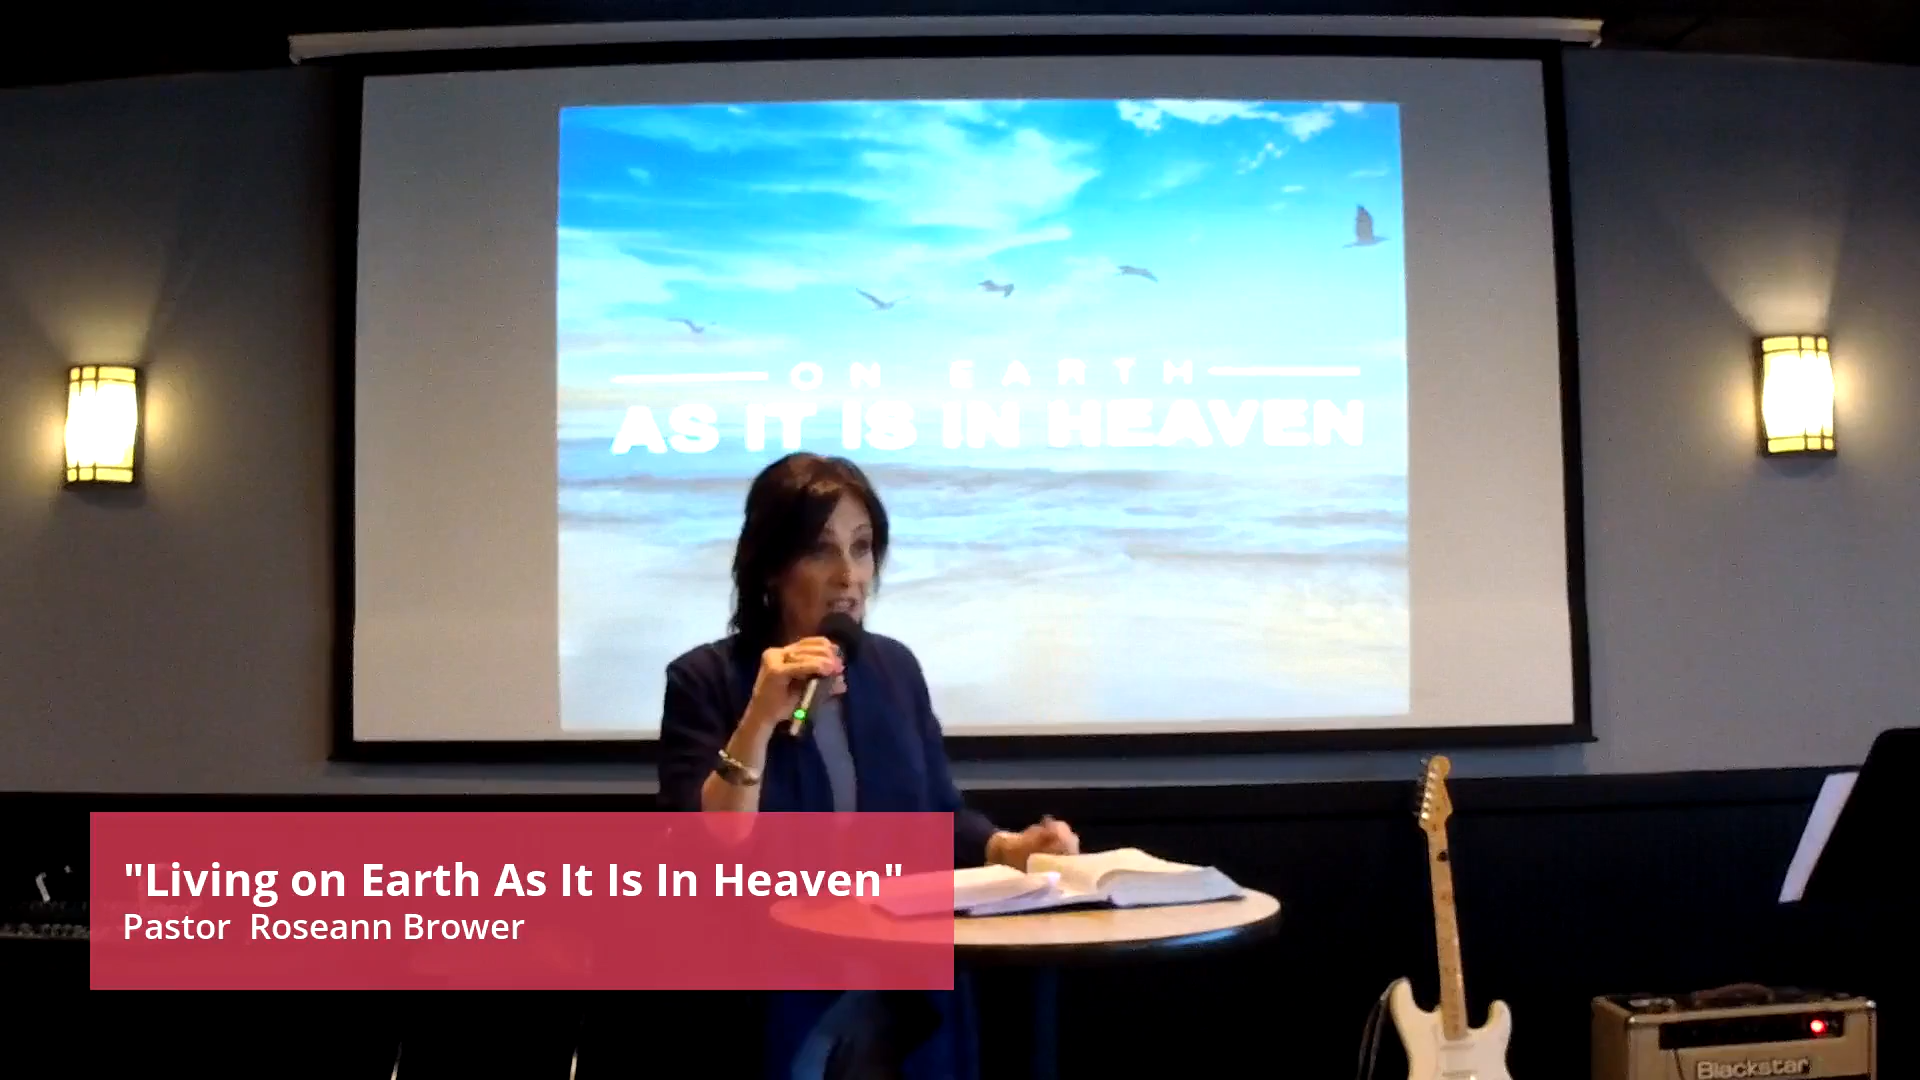 ON EARTH
AS IT IS IN HEAVEN
"Living on Earth As It Is In Heaven"
Pastor  Roseann Brower
Blackstar